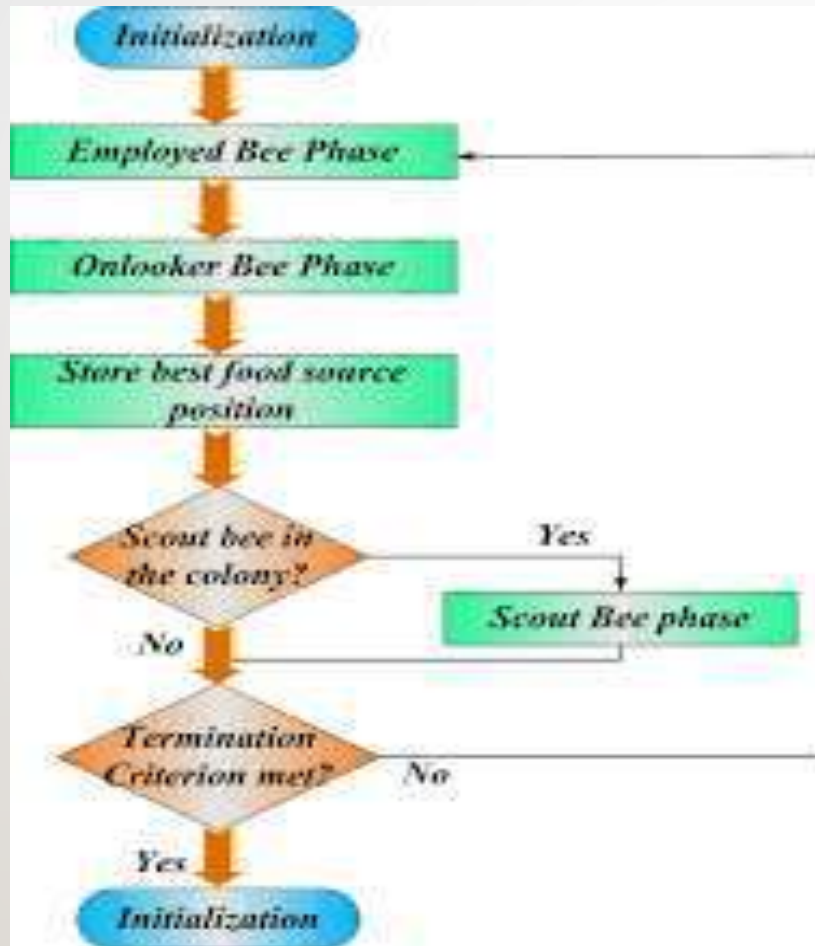 Initialization
Employed Bee Phase
Onlooker Bee Phase
Store best food source
position
Scout bee in
the colony?
Yes
Scout Bee phase
No
Termination
Criterion met?
No
Yes
Initialization